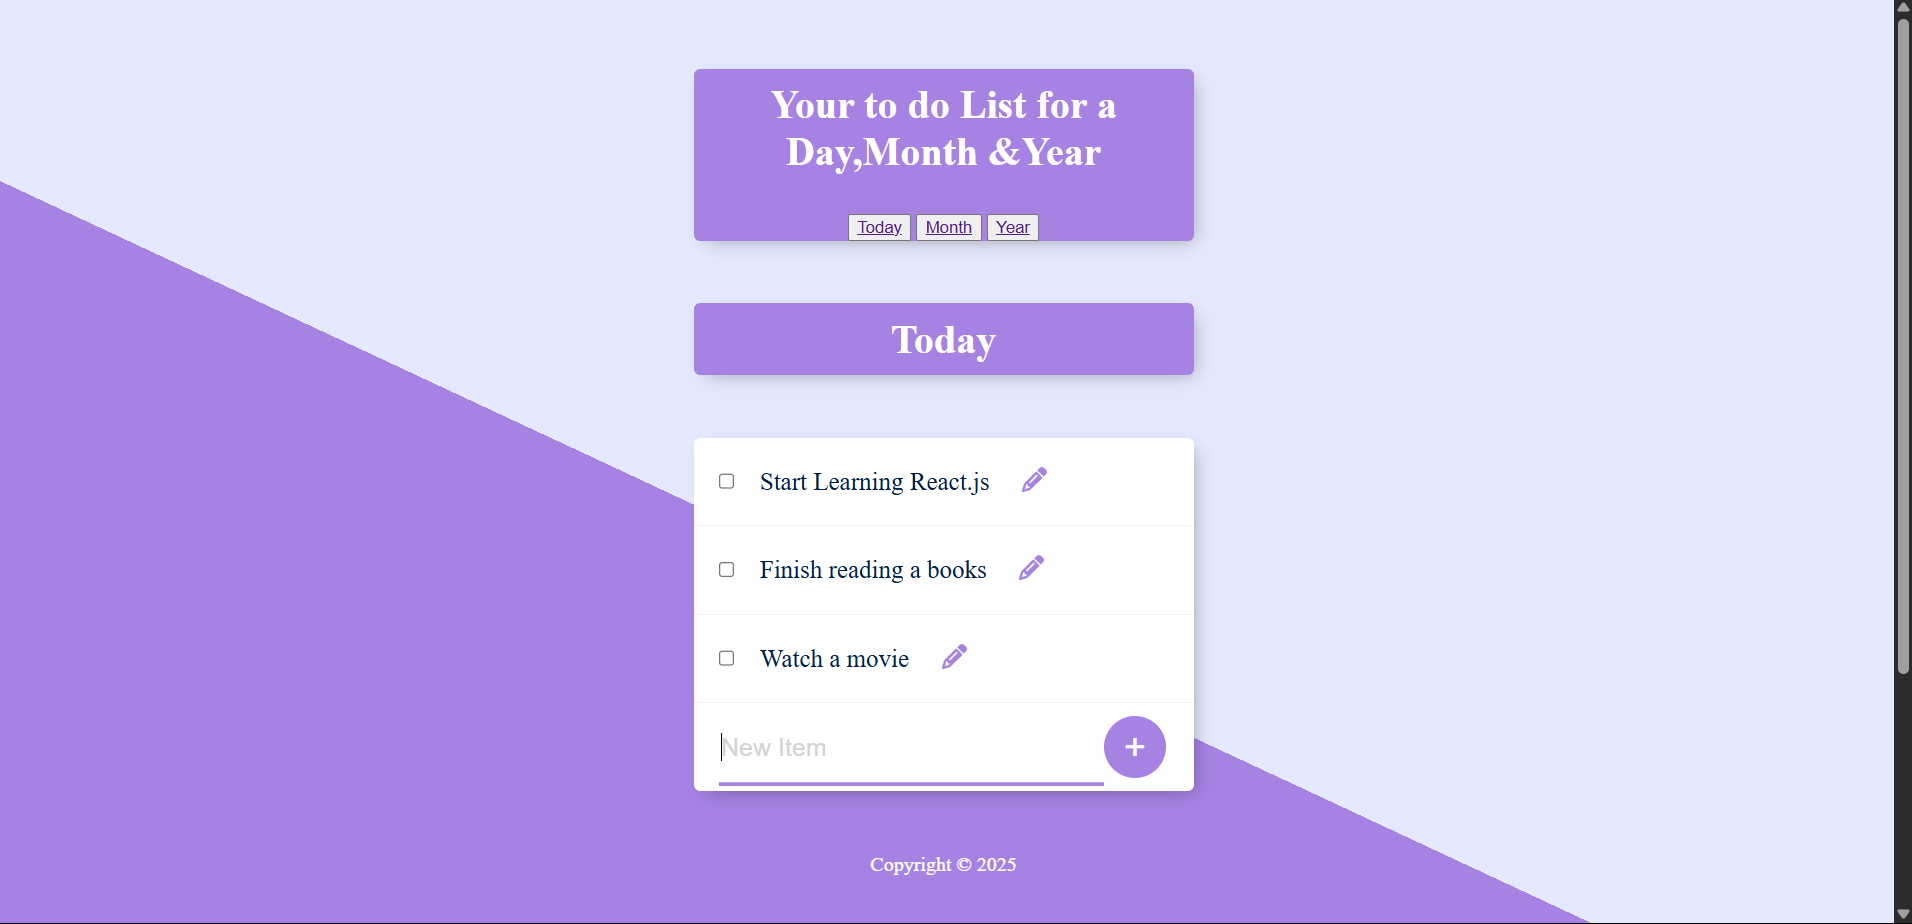 Your to do List for a
Day,Month &Year
Today Month Year
Today
Start Learning React.js
Finish reading a books
Watch a movie
New Item +
Copyright © 2025